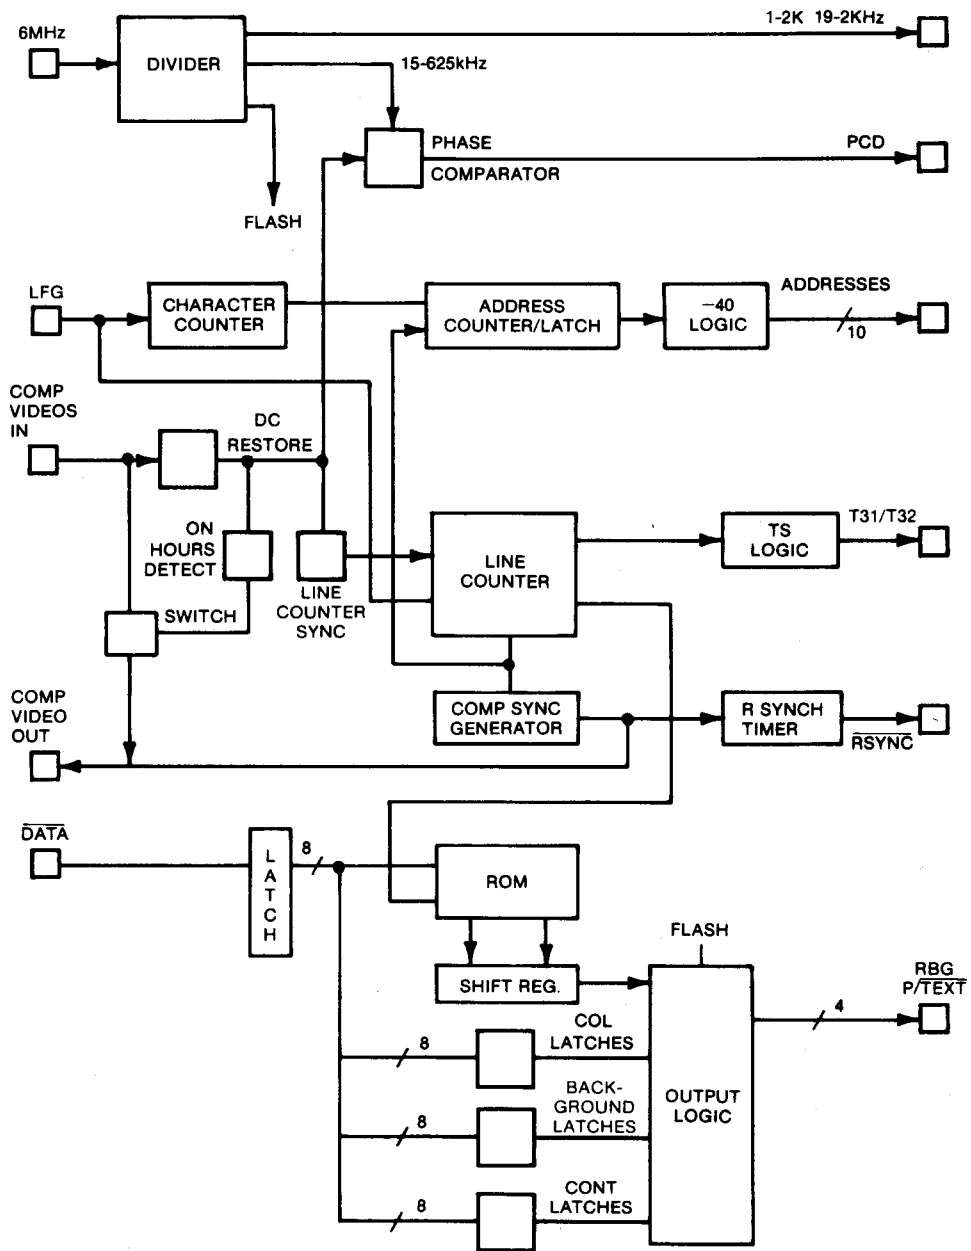 1-2K 19-2KHz
6MHz
DIVIDER
15-625kHz
PHASE
COMPARATOR
PCD
FLASH
LFG
CHARACTER
COUNTER
ADDRESS
COUNTER/LATCH
−40
LOGIC
ADDRESSES
10
COMP
VIDEOS
IN
DC
RESTORE
ON
HOURS
DETECT
LINE
COUNTER
SYNC
LINE
COUNTER
TS
LOGIC
T31/T32
SWITCH
COMP
VIDEO
OUT
COMP SYNC
GENERATOR
R SYNCH
TIMER
RSYNC
DATA
LATCH
8
ROM
SHIFT REG.
FLASH
RBG
P/TEXT
4
8
COL
LATCHES
8
BACK-
GROUND
LATCHES
OUTPUT
LOGIC
8
CONT
LATCHES